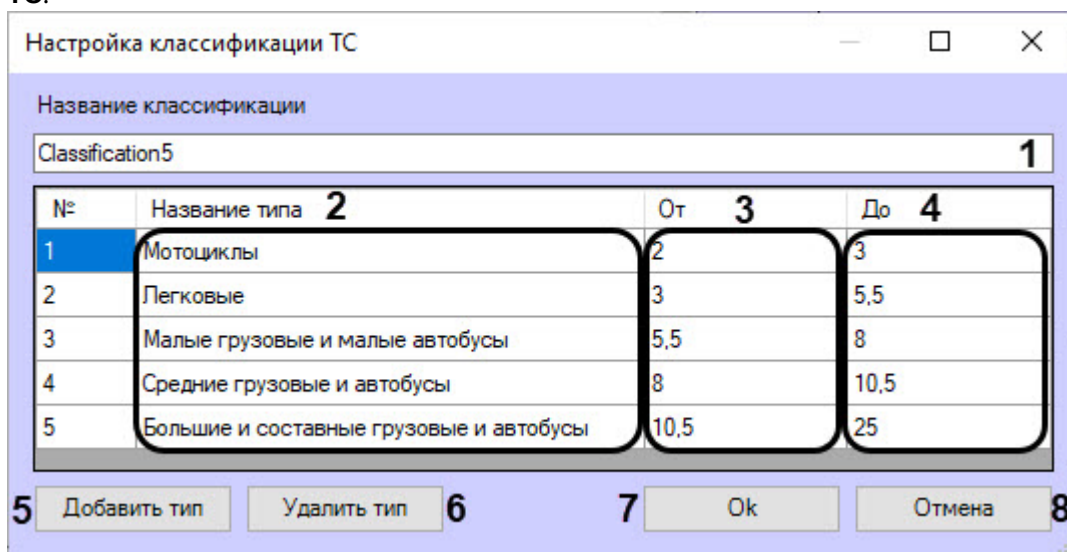 Настройка классификации ТС
Название классификации
Classification5 1
№ Название типа 2 От 3 До 4
1 Мотоциклы 2 3
2 Легковые 3 5,5
3 Малые грузовые и малые автобусы 5,5 8
4 Средние грузовые и автобусы 8 10,5
5 Большие и составные грузовые и автобусы 10,5 25
5 Добавить тип Удалить тип 6 7 Ok Отмена 8